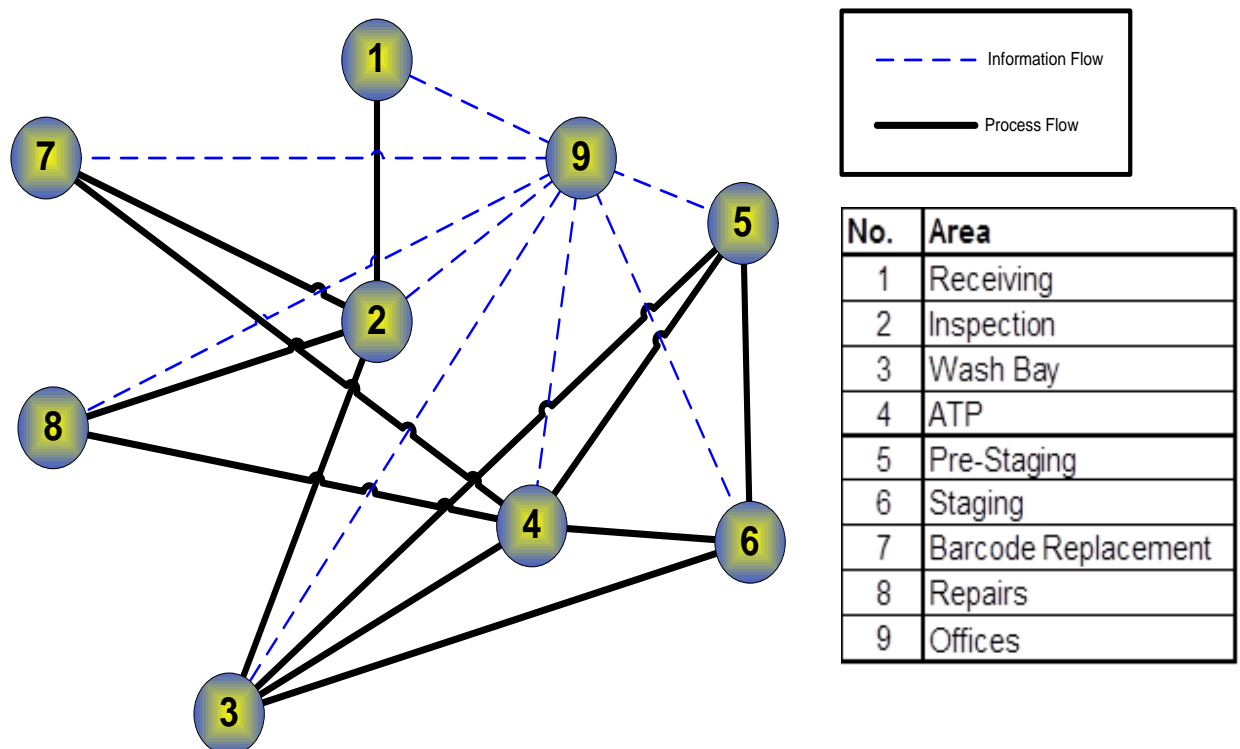 1
7
9
5
2
8
4
6
3
Information Flow
Process Flow
No. Area
1 Receiving
2 Inspection
3 Wash Bay
4 ATP
5 Pre-Staging
6 Staging
7 Barcode Replacement
8 Repairs
9 Offices